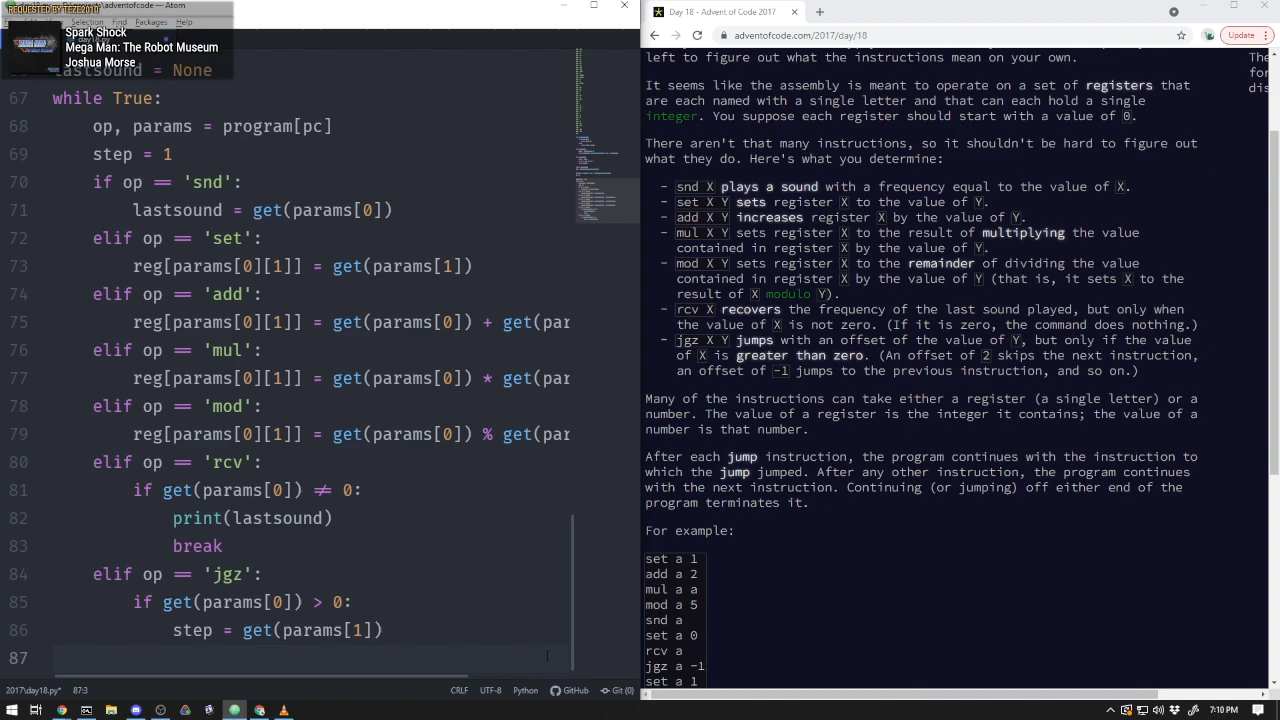 REQUESTED BY TEZE2010
Spark Shock
Mega Man: The Robot Museum
Joshua Morse
adventofcode — Atom
Selection Find Packages
day18.py
lastsound = None
67 while True:
68 op, params = program[pc]
69 step = 1
70 if op == 'snd':
71 lastsound = get(params[0])
72 elif op == 'set':
73 reg[params[0][1]] = get(params[1])
74 elif op == 'add':
75 reg[params[0][1]] = get(params[0]) + get(par
76 elif op == 'mul':
77 reg[params[0][1]] = get(params[0]) * get(par
78 elif op == 'mod':
79 reg[params[0][1]] = get(params[0]) % get(par
80 elif op == 'rcv':
81 if get(params[0]) ≠ 0:
82 print(lastsound)
83 break
84 elif op == 'jgz':
85 if get(params[0]) > 0:
86 step = get(params[1])
87
2017\day18.py* 87:3 CRLF UTF-8 Python GitHub Git (0)
Day 18 - Advent of Code 2017
adventofcode.com/2017/day/18
Update
left to figure out what the instructions mean on your own.
The
for
dis
It seems like the assembly is meant to operate on a set of registers that
are each named with a single letter and that can each hold a single
integer. You suppose each register should start with a value of 0.
There aren't that many instructions, so it shouldn't be hard to figure out
what they do. Here's what you determine:
- snd X plays a sound with a frequency equal to the value of X.
- set X Y sets register X to the value of Y.
- add X Y increases register X by the value of Y.
- mul X Y sets register X to the result of multiplying the value
contained in register X by the value of Y.
- mod X Y sets register X to the remainder of dividing the value
contained in register X by the value of Y (that is, it sets X to the
result of X modulo Y).
- rcv X recovers the frequency of the last sound played, but only when
the value of X is not zero. (If it is zero, the command does nothing.)
- jgz X Y jumps with an offset of the value of Y, but only if the value
of X is greater than zero. (An offset of 2 skips the next instruction,
an offset of -1 jumps to the previous instruction, and so on.)
Many of the instructions can take either a register (a single letter) or a
number. The value of a register is the integer it contains; the value of a
number is that number.
After each jump instruction, the program continues with the instruction to
which the jump jumped. After any other instruction, the program continues
with the next instruction. Continuing (or jumping) off either end of the
program terminates it.
For example:
set a 1
add a 2
mul a a
mod a 5
snd a
set a 0
rcv a
jgz a -1
set a 1
7:10 PM